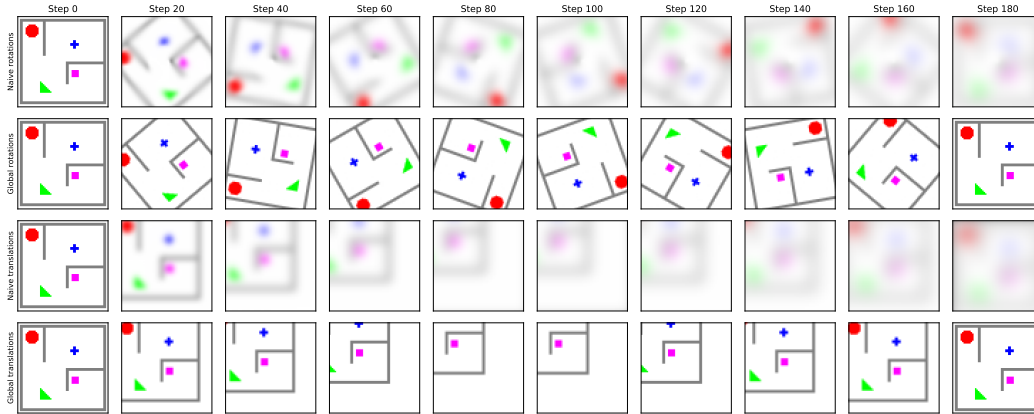 Step 0 Step 20 Step 40 Step 60 Step 80 Step 100 Step 120 Step 140 Step 160 Step 180
Naive rotations
Global rotations
Naive translations
Global translations